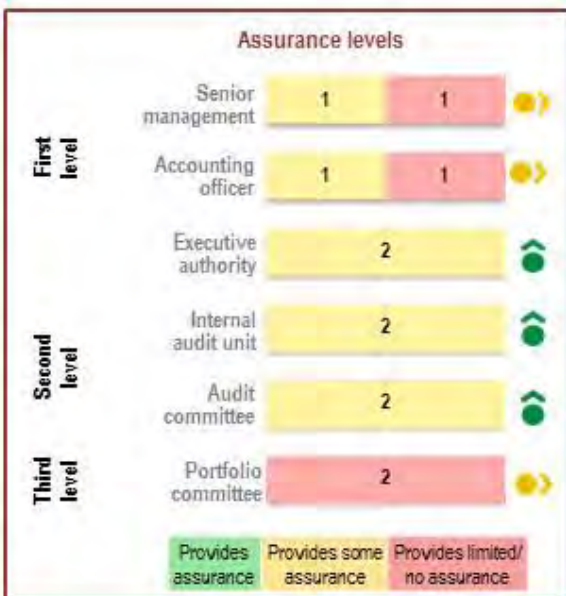 Assurance levels
First
level
Senior
management
1
1
Accounting
officer
1
1
Executive
authority
2
Second
level
Internal
audit unit
2
Audit
committee
2
Third
level
Portfolio
committee
2
Provides
assurance
Provides some
assurance
Provides limited/
no assurance